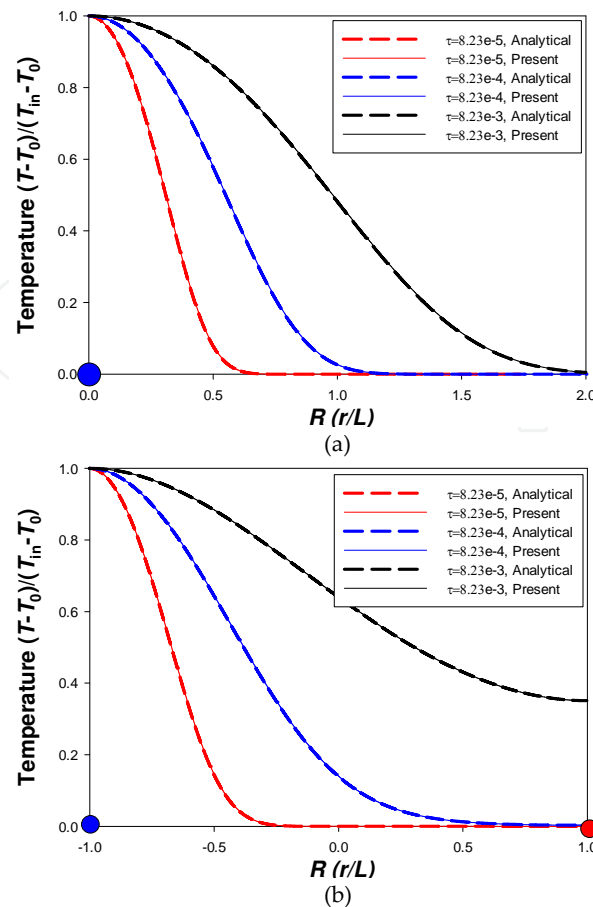 1.0
0.8
0.6
0.4
0.2
0.0
Temperature (T-T0)/(Tin-T0)
τ=8.23e-5, Analytical
τ=8.23e-5, Present
τ=8.23e-4, Analytical
τ=8.23e-4, Present
τ=8.23e-3, Analytical
τ=8.23e-3, Present
0.0 0.5 1.0 1.5 2.0
R (r/L)
(a)
1.0
0.8
0.6
0.4
0.2
0.0
Temperature (T-T0)/(Tin-T0)
τ=8.23e-5, Analytical
τ=8.23e-5, Present
τ=8.23e-4, Analytical
τ=8.23e-4, Present
τ=8.23e-3, Analytical
τ=8.23e-3, Present
-1.0 -0.5 0.0 0.5 1.0
R (r/L)
(b)